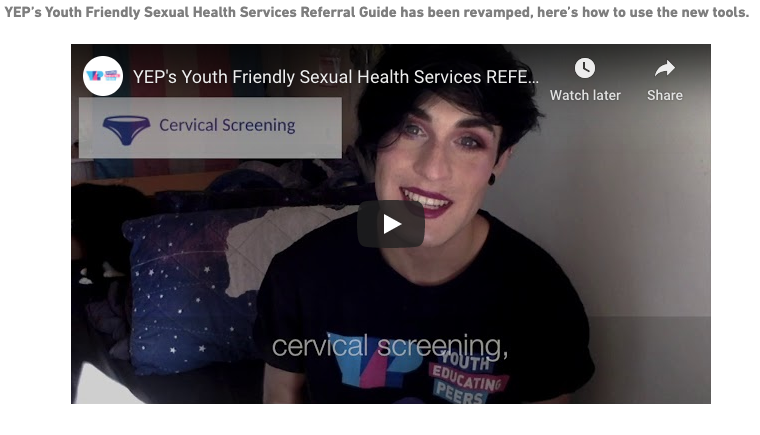 YEP’s Youth Friendly Sexual Health Services Referral Guide has been revamped, here’s how to use the new tools.
YEP's Youth Friendly Sexual Health Services REFE...
Watch later
Share
Cervical Screening
cervical screening,
YEP
YOUTH
EDUCATING
PEERS